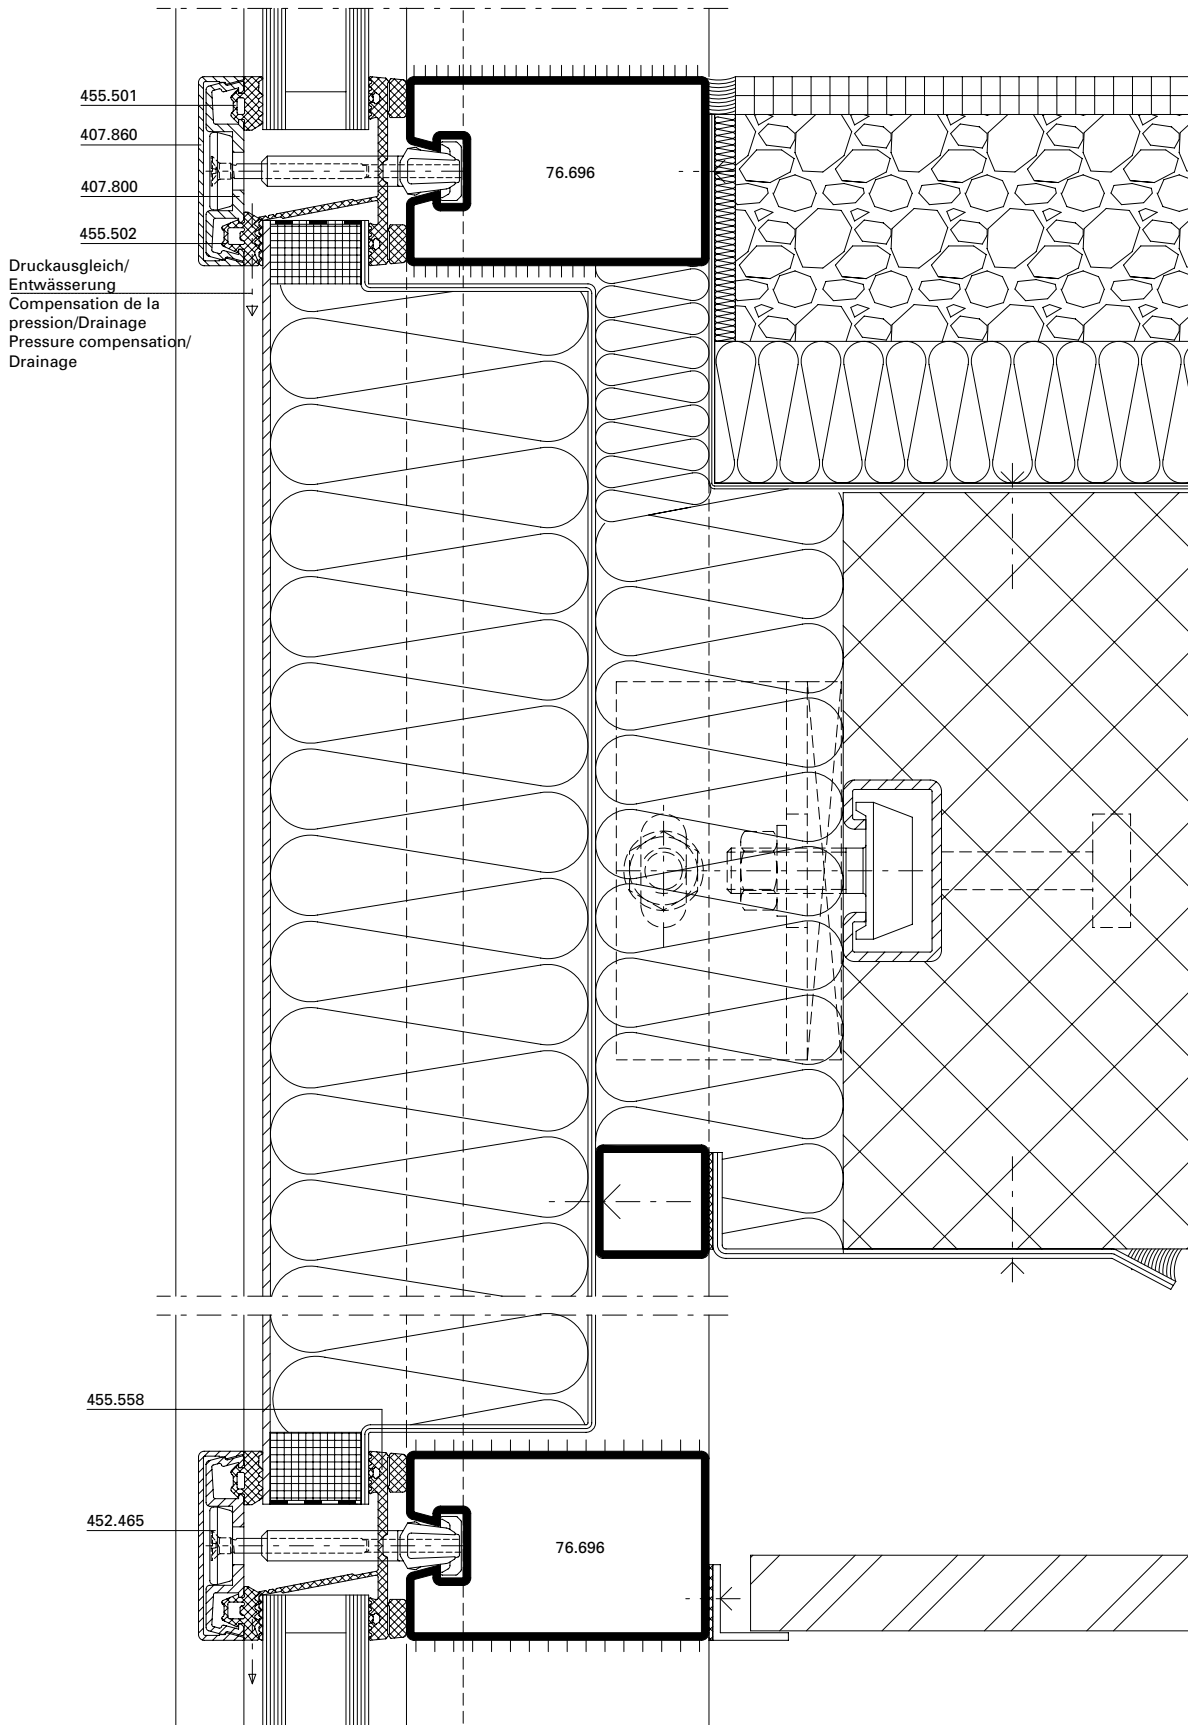 455.501
407.860
76.696
407.800
455.502
Druckausgleich/
Entwässerung
Compensation de la
pression/Drainage
Pressure compensation/
Drainage
455.558
452.465
76.696